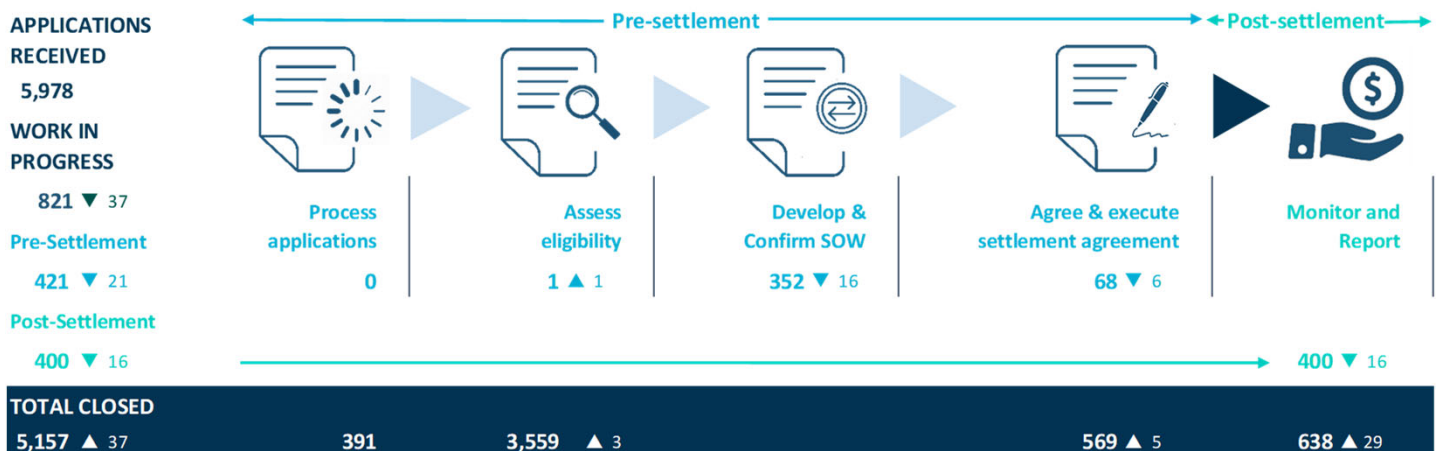 APPLICATIONS
RECEIVED
5,978
WORK IN
PROGRESS
821 ▼ 37
Pre-Settlement
421 ▼ 21
Post-Settlement
400 ▼ 16
Pre-settlement
Post-settlement
Process
applications
0
Assess
eligibility
1 ▲ 1
Develop &
Confirm SOW
352 ▼ 16
Agree & execute
settlement agreement
68 ▼ 6
$
Monitor and
Report
400 ▼ 16
TOTAL CLOSED
5,157 ▲ 37
391
3,559 ▲ 3
569 ▲ 5
638 ▲ 29